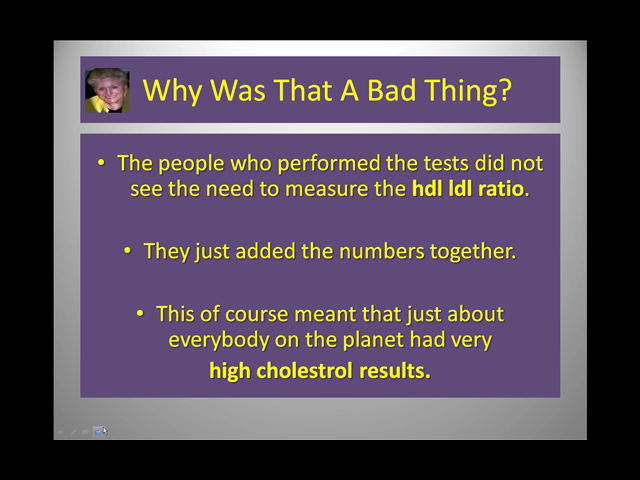 Why Was That A Bad Thing?
• The people who performed the tests did not
see the need to measure the hdl ldl ratio.
• They just added the numbers together.
• This of course meant that just about
everybody on the planet had very
high cholestrol results.